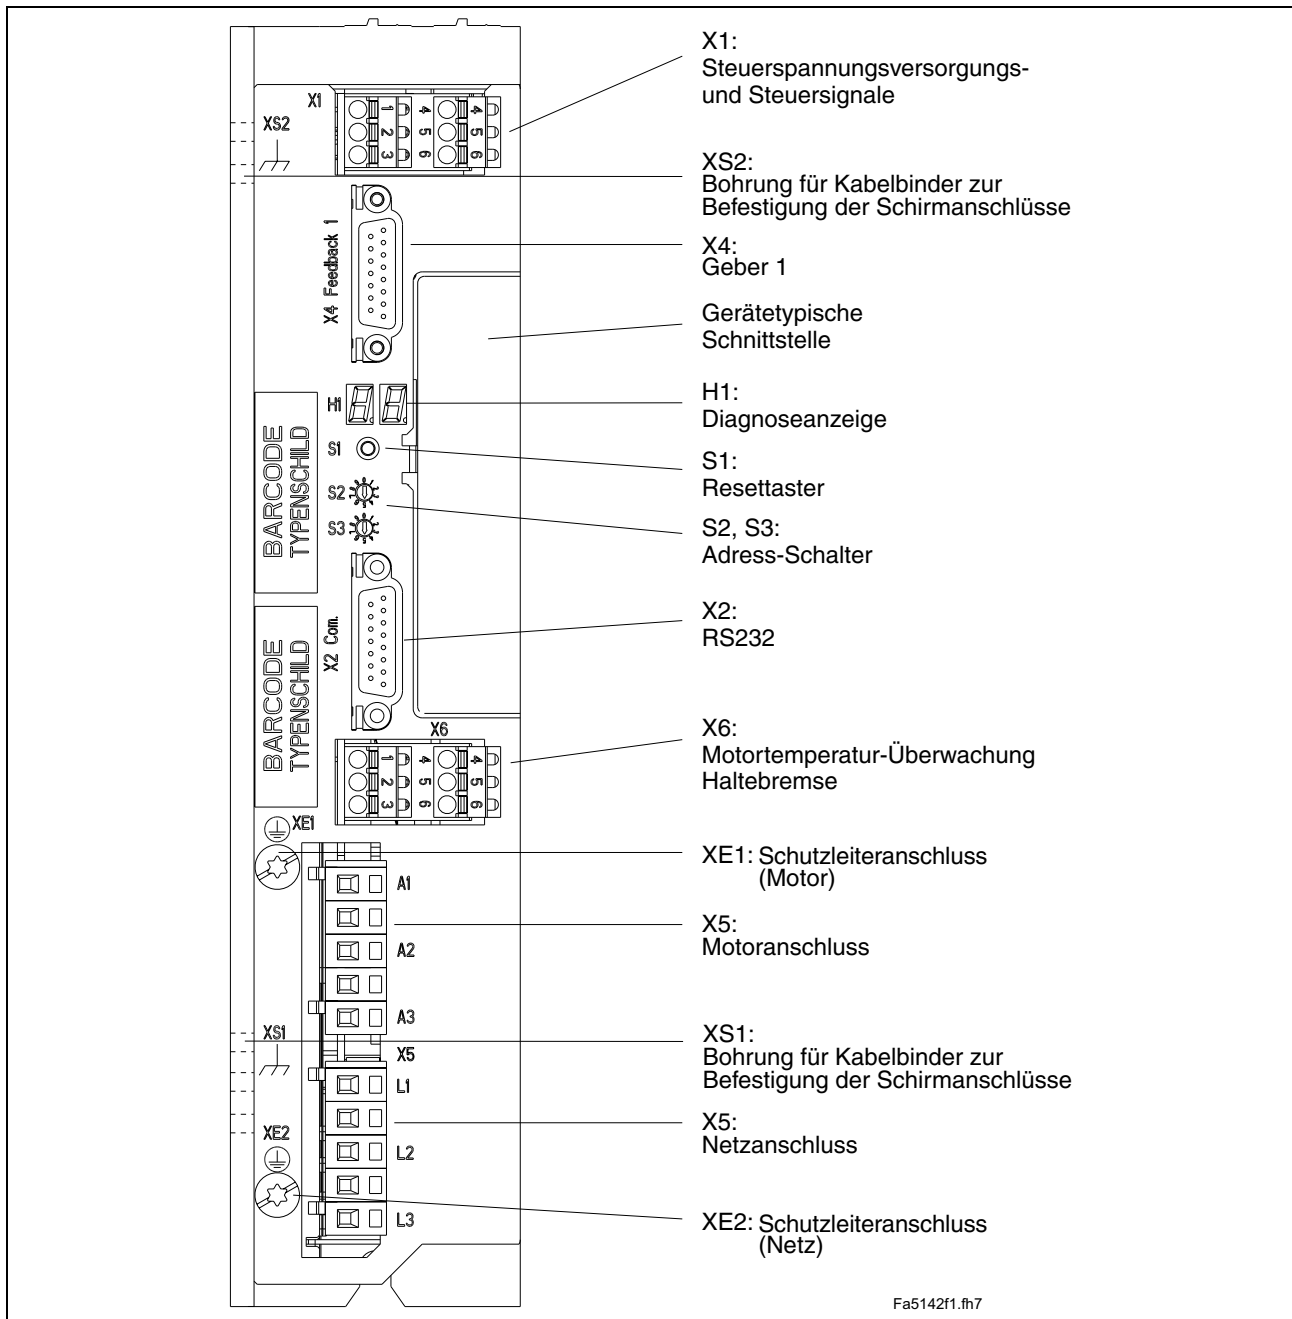 X1:
Steuerspannungsversorgungs-
und Steuersignale
XS2:
Bohrung für Kabelbinder zur
Befestigung der Schirmanschlüsse
X4:
Geber 1
Gerätetypische
Schnittstelle
H1:
Diagnoseanzeige
S1:
Resettaster
S2, S3:
Adress-Schalter
X2:
RS232
X6:
Motortemperatur-Überwachung
Haltebremse
XE1: Schutzleiteranschluss
(Motor)
X5:
Motoranschluss
XS1:
Bohrung für Kabelbinder zur
Befestigung der Schirmanschlüsse
X5:
Netzanschluss
XE2: Schutzleiteranschluss
(Netz)
Fa5142f1.fh7
X1
1 4 4
2 5 5
3 6 6
XS2
X4 Feedback 1
H1
S1
S2
S3
BARCODE
TYPENSCHILD
X2 Com.
BARCODE
TYPENSCHILD
X6
1 4 4
2 5 5
3 6 6
XE1
A1
A2
A3
XS1
X5
L1
XE2
L2
L3